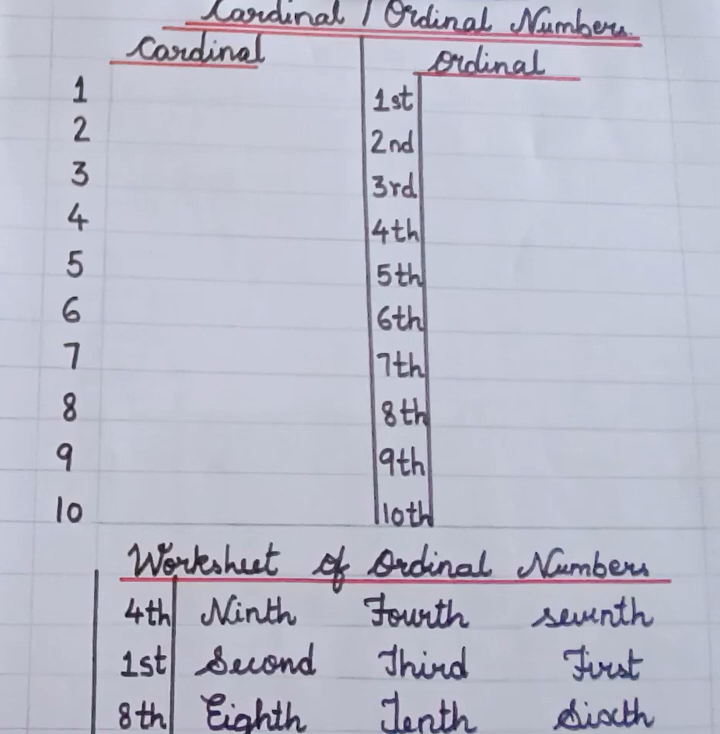 Cardinal / Ordinal Numbers.
Cardinal Ordinal
1 1st
2 2nd
3 3rd
4 4th
5 5th
6 6th
7 7th
8 8th
9 9th
10 10th
Worksheet of Ordinal Numbers
4th Ninth Fourth seventh
1st Second Third First
8th Eighth Tenth Sixth